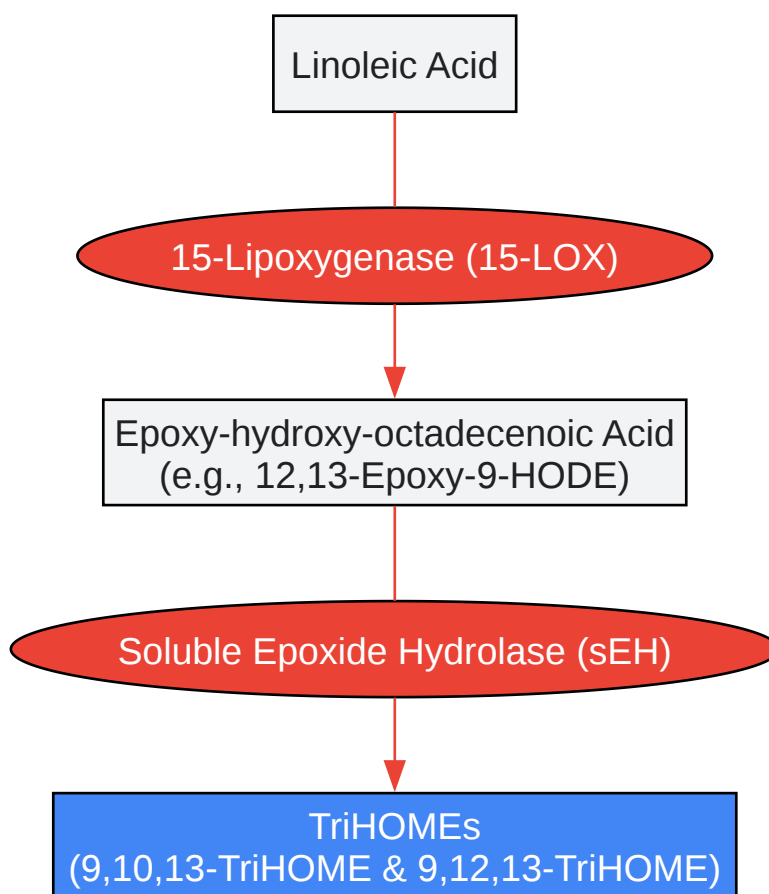 Linoleic Acid
15-Lipoxygenase (15-LOX)
Epoxy-hydroxy-octadecenoic Acid
(e.g., 12,13-Epoxy-9-HODE)
Soluble Epoxide Hydrolase (sEH)
TriHOMEs
(9,10,13-TriHOME & 9,12,13-TriHOME)